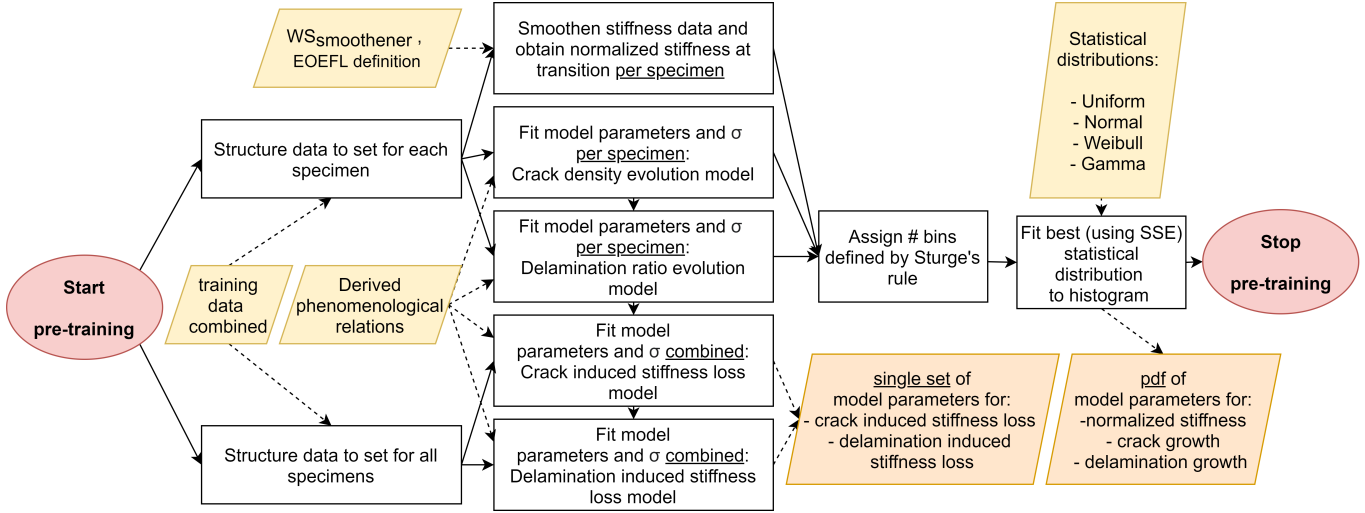 WSsmoothener ,
EOEFL definition
Smoothen stiffness data and
obtain normalized stiffness at
transition per specimen
Statistical
distributions:
- Uniform
- Normal
- Weibull
- Gamma
Structure data to set for each
specimen
Fit model parameters and σ
per specimen:
Crack density evolution model
Fit model parameters and σ
per specimen:
Delamination ratio evolution
model
Assign # bins
defined by Sturge's
rule
Fit best (using SSE)
statistical
distribution
to histogram
Stop
pre-training
Start
pre-training
training
data
combined
Derived
phenomenological
relations
Fit model
parameters and σ combined:
Crack induced stiffness loss
model
single set of
model parameters for:
- crack induced stiffness loss
- delamination induced
stiffness loss
pdf of
model parameters for:
-normalized stiffness
- crack growth
- delamination growth
Structure data to set for all
specimens
Fit model
parameters and σ combined:
Delamination induced stiffness
loss model